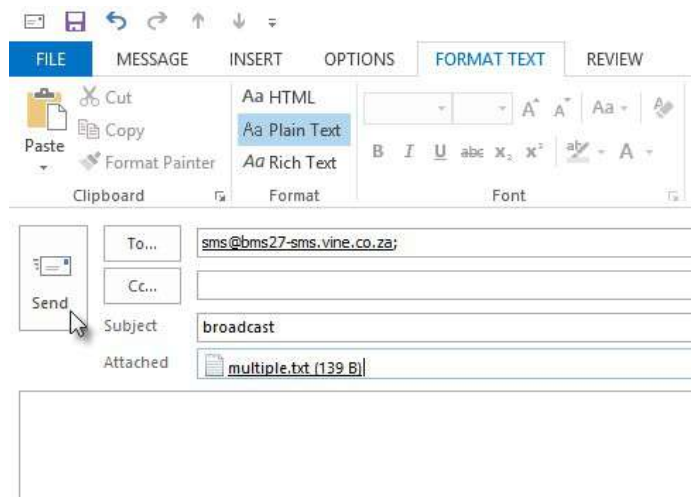 FILE MESSAGE INSERT OPTIONS FORMAT TEXT REVIEW
Cut
Copy
Format Painter
Paste
Clipboard
Aa HTML
Aa Plain Text
Aa Rich Text
Format
A A Aa
B I U abc X₂ X² ab A
Font
Send
To... sms@bms27-sms.vine.co.za;
Cc...
Subject broadcast
Attached multiple.txt (139 B)